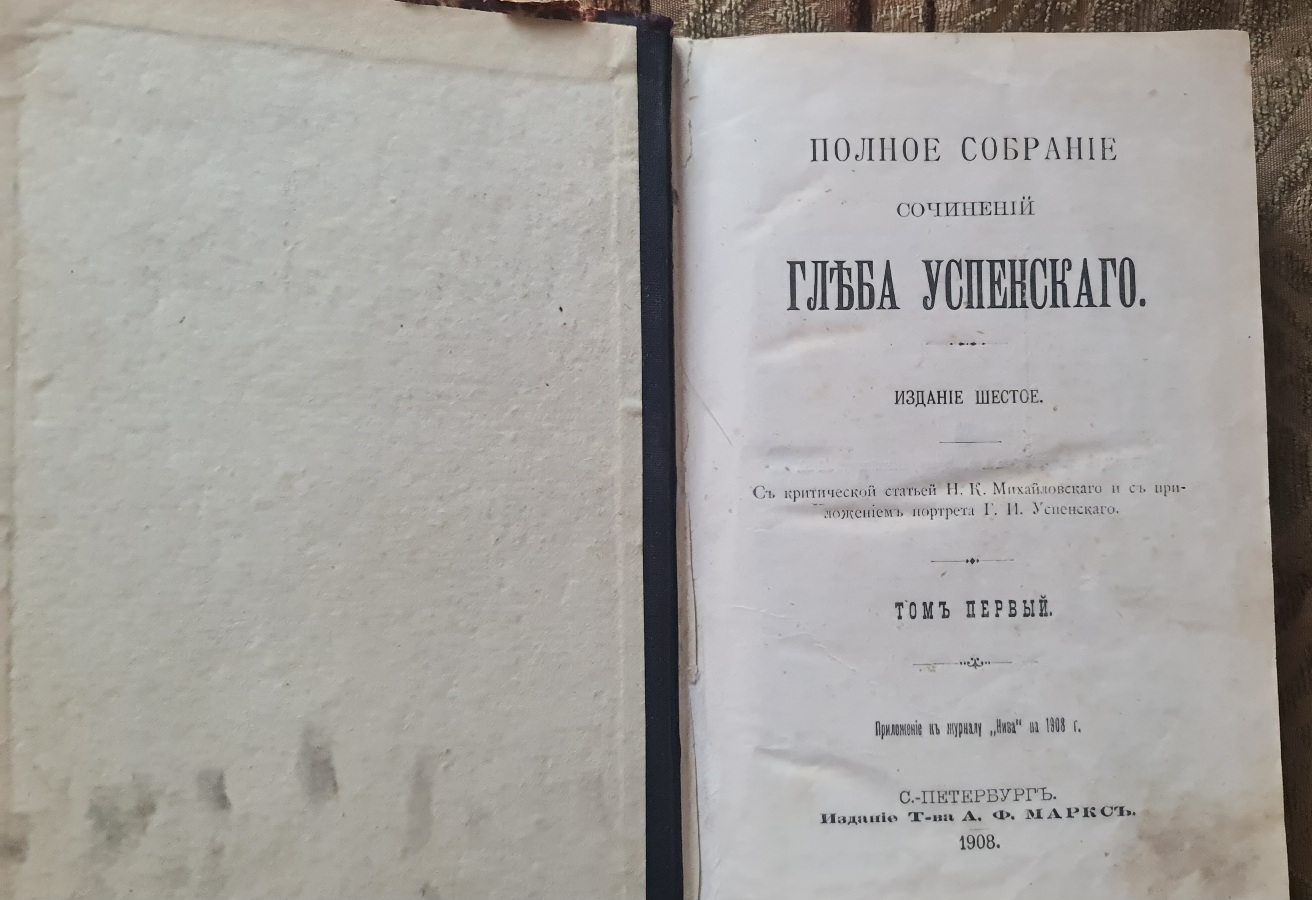 ПОЛНОЕ СОБРАНІЕ
СОЧИНЕНІЙ
ГЛѢБА УСПЕНСКАГО.
ИЗДАНІЕ ШЕСТОЕ.
Съ критической статьей Н. К. Михайловскаго и съ при-
ложеніемъ портрета Г. И. Успенскаго.
ТОМЪ ПЕРВЫЙ.
Приложеніе къ журналу „Нива“ на 1908 г.
С.-ПЕТЕРБУРГЪ.
Изданіе Т-ва А. Ф. МАРКСЪ.
1908.